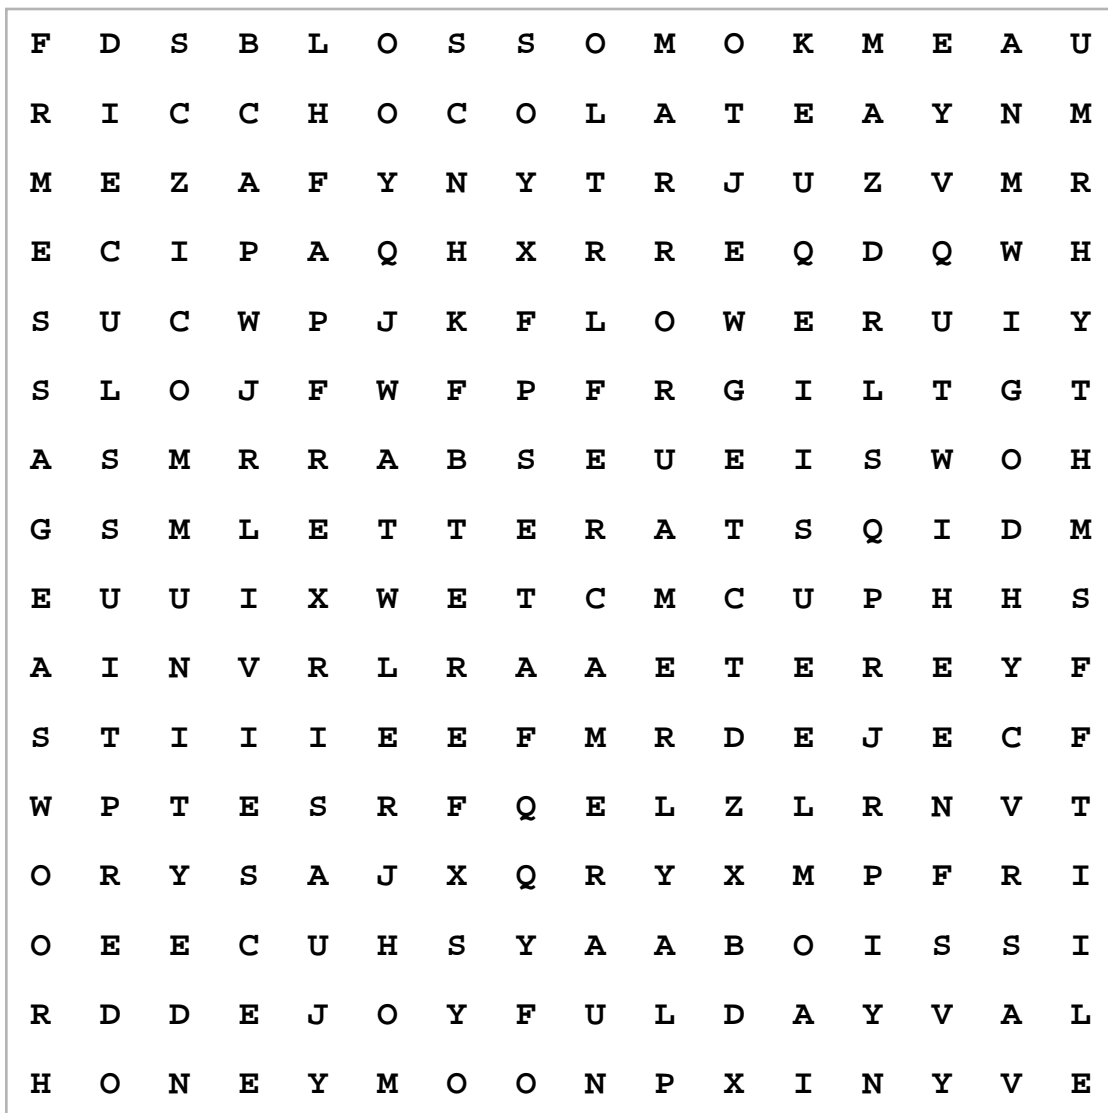 F D S B L O S S O M O K M E A U
R I C C H O C O L A T E A Y N M
M E Z A F Y N Y T R J U Z V M R
E C I P A Q H X R R E Q D Q W H
S U C W P J K F L O W E R U I Y
S L O J F W F P F R G I L T G T
A S M R R A B S E U E I S W O H
G S M L E T T E R A T S Q I D M
E U U I X W E T C M C U P H H S
A I N V R L R A A E T E R E Y F
S T I I I E E F M R D E J E C F
W P T E S R F Q E L Z L R N V T
O R Y S A J X Q R Y X M P F R I
O E E C U H S Y A A B O I S S I
R D D E J O Y F U L D A Y V A L
H O N E Y M O O N P X I N Y V E